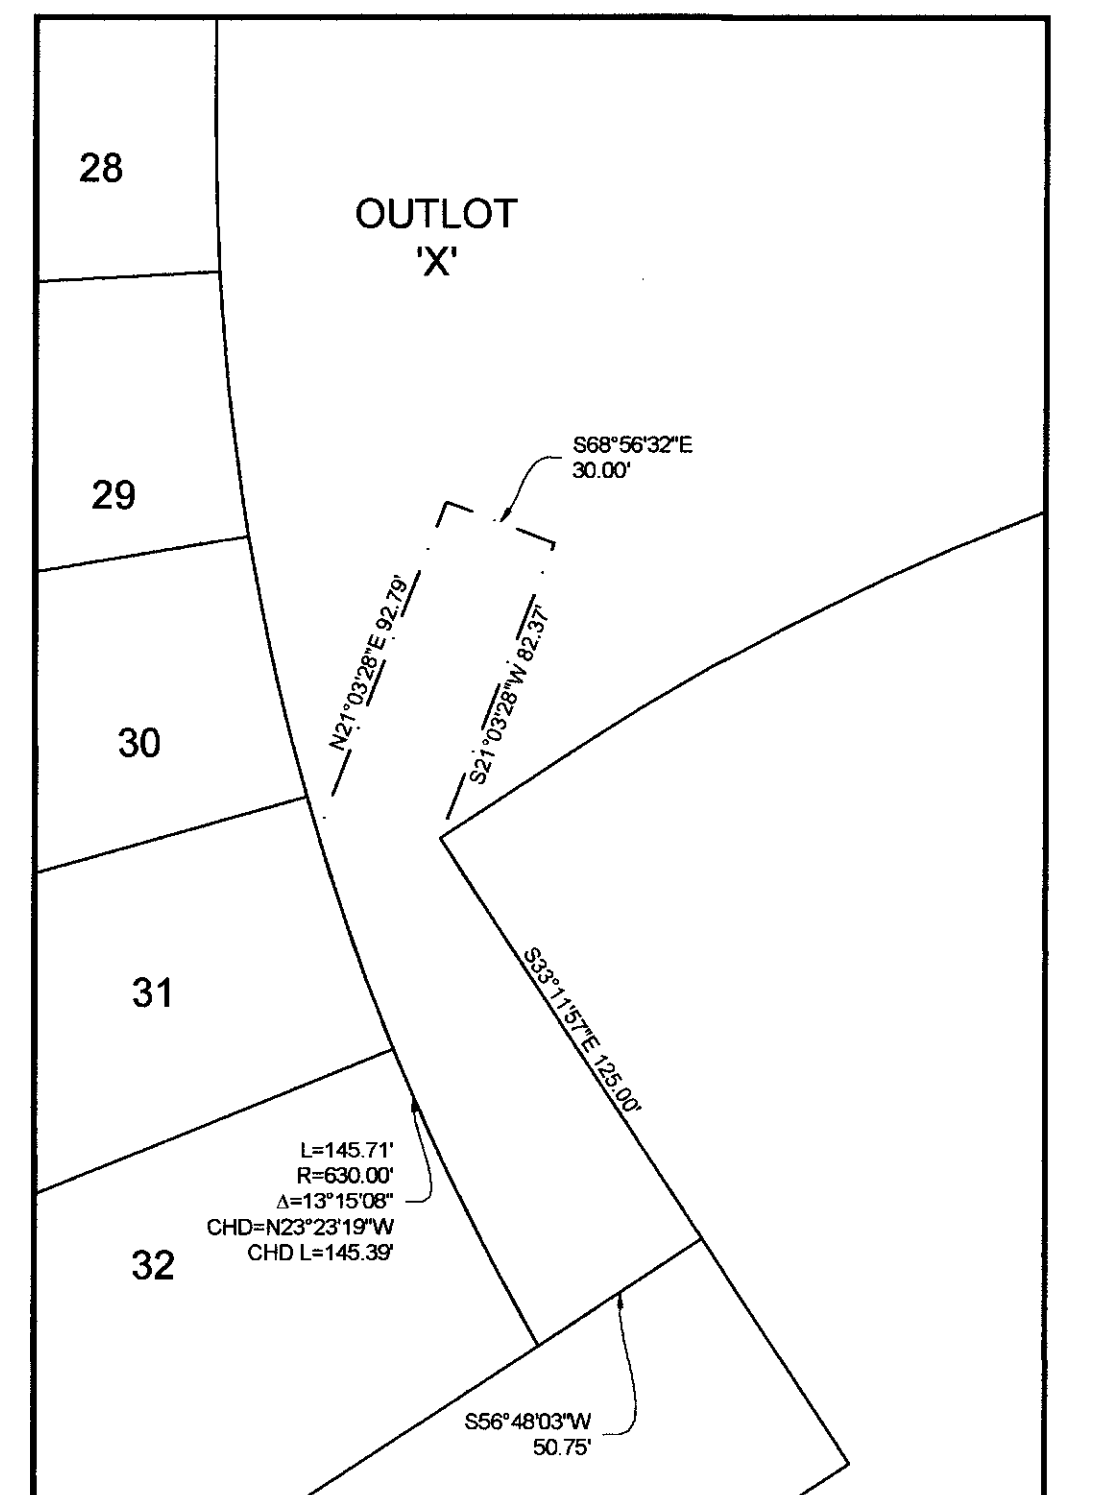 28
OUTLOT
'X'
S68°56'32"E
30.00'
29
N21°03'28"E 92.79'
S21°03'28"W 82.37'
30
31
S33°11'57"E 125.00'
L=145.71'
R=630.00'
Δ=13°15'08"
CHD=N23°23'19"W
CHD L=145.39'
32
S56°48'03"W
50.75'